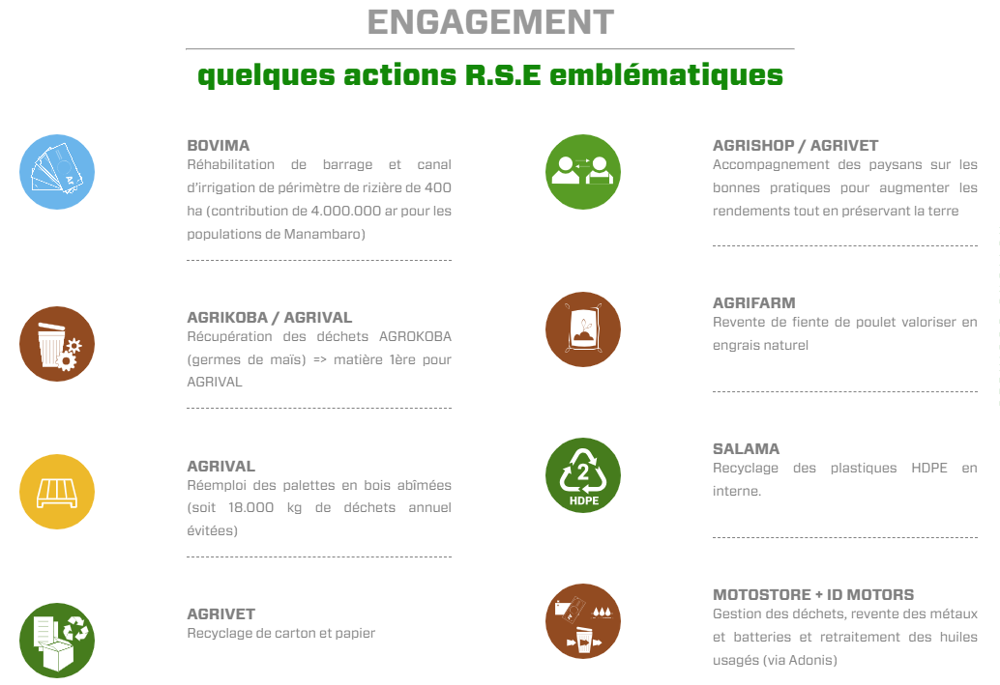 ENGAGEMENT
quelques actions R.S.E emblématiques
BOVIMA
Réhabilitation de barrage et canal
d'irrigation de périmètre de rizière de 400
ha (contribution de 4.000.000 ar pour les
populations de Manambaro)
AGRIKOBA / AGRIVAL
Récupération des déchets AGROKOBA
(germes de maïs) => matière 1ère pour
AGRIVAL
AGRIVAL
Réemploi des palettes en bois abîmées
(soit 18.000 kg de déchets annuel
évitées)
AGRIVET
Recyclage de carton et papier
AGRISHOP / AGRIVET
Accompagnement des paysans sur les
bonnes pratiques pour augmenter les
rendements tout en préservant la terre
AGRIFARM
Revente de fiente de poulet valoriser en
engrais naturel
2
HDPE
SALAMA
Recyclage des plastiques HDPE en
interne.
MOTOSTORE + ID MOTORS
Gestion des déchets, revente des métaux
et batteries et retraitement des huiles
usagés (via Adonis)